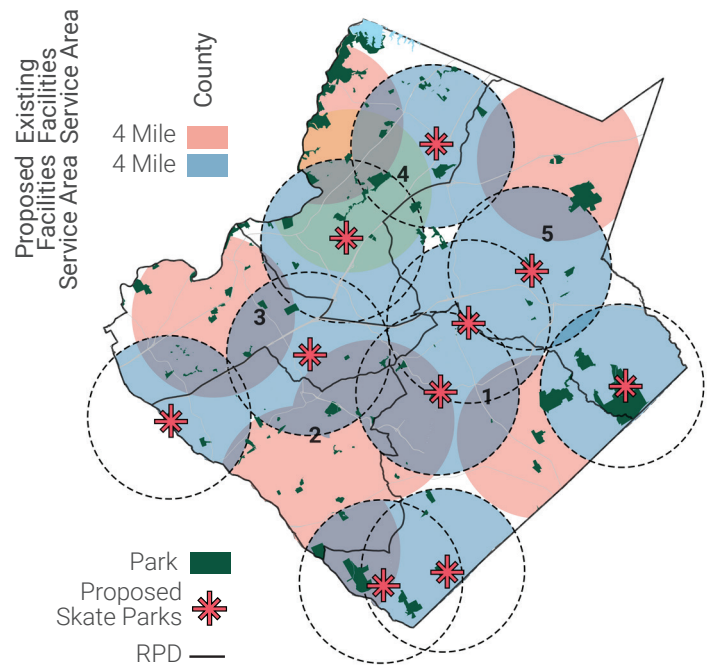 Proposed Existing
Facilities Facilities
Service Area Service Area
County
4 Mile
4 Mile
4
5
3
1
2
Park
Proposed
Skate Parks
RPD